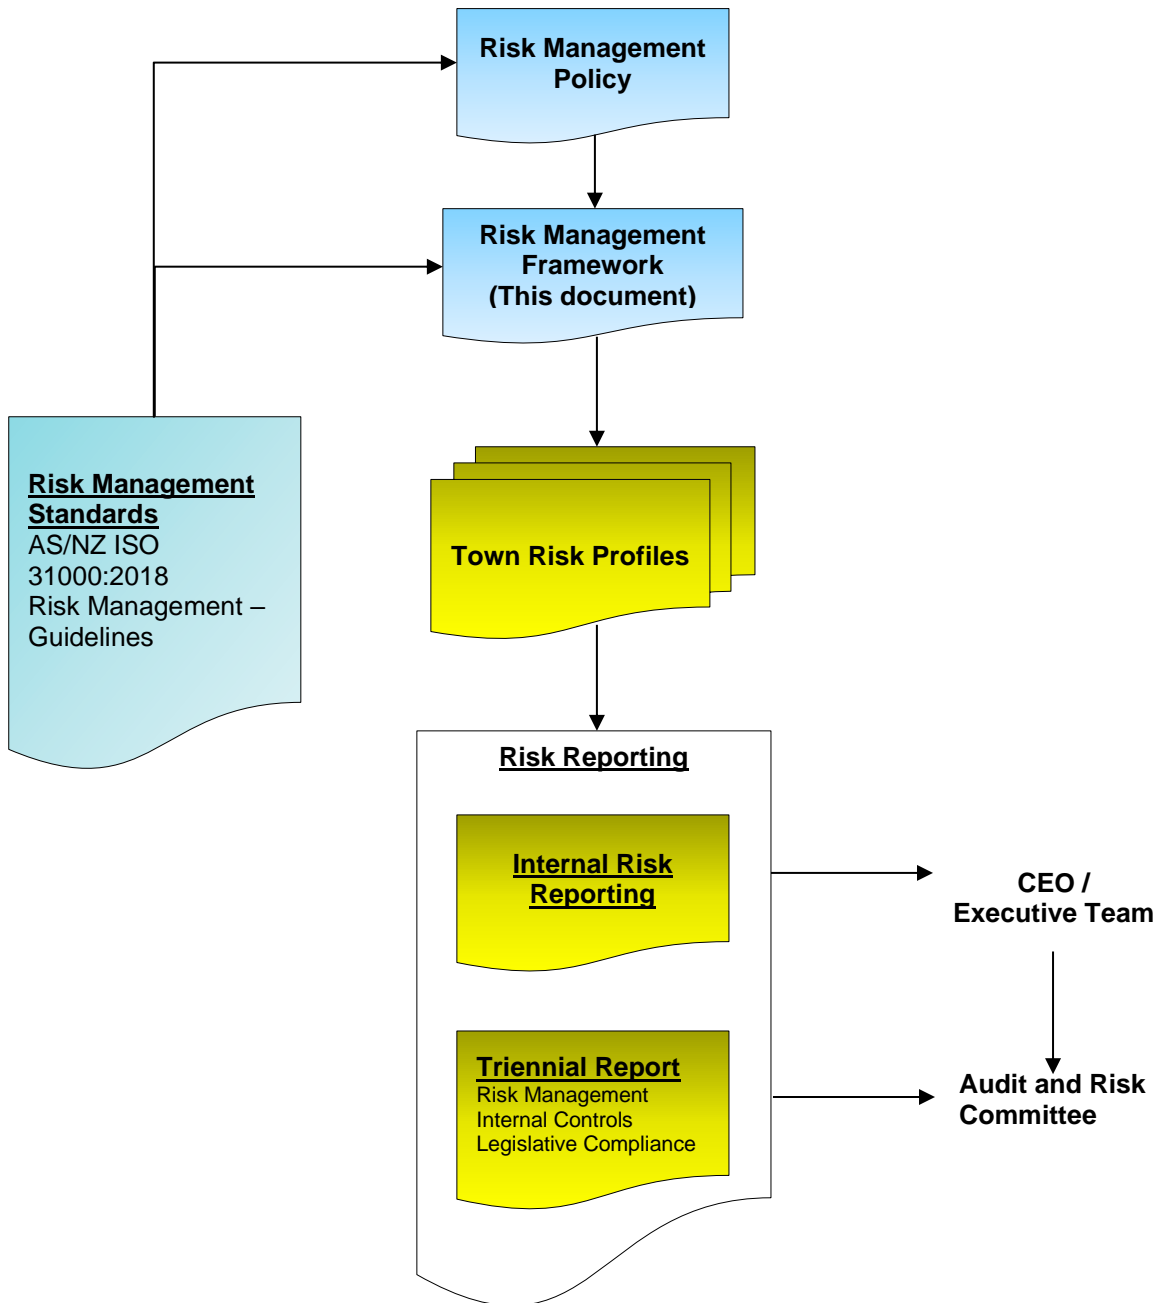 Risk Management
Policy
Risk Management
Framework
(This document)
Risk Management
Standards
AS/NZ ISO
31000:2018
Risk Management –
Guidelines
Town Risk Profiles
Risk Reporting
Internal Risk
Reporting
CEO /
Executive Team
Triennial Report
Risk Management
Internal Controls
Legislative Compliance
Audit and Risk
Committee